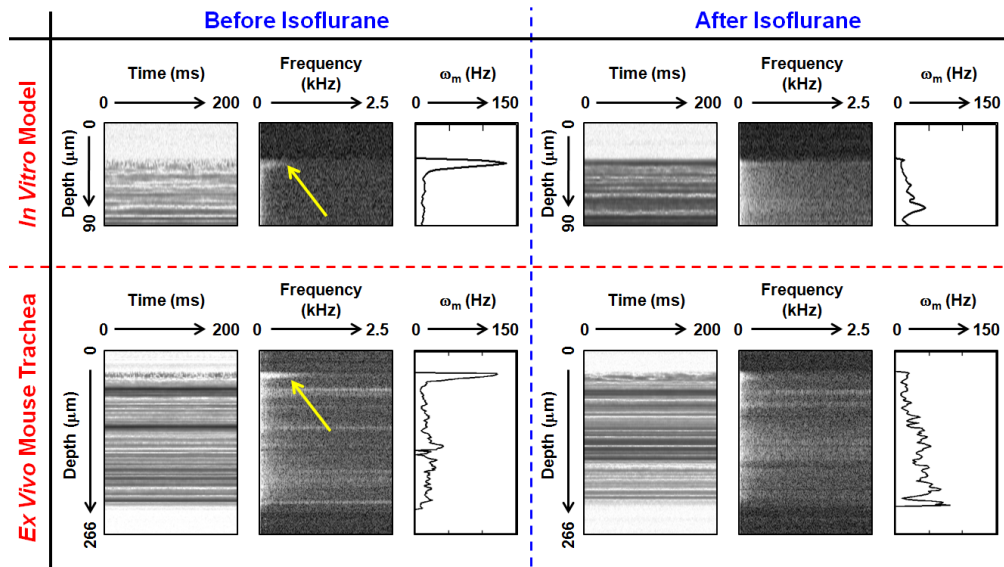 Before Isoflurane
After Isoflurane
In Vitro Model
Time (ms)
0 200
Frequency
(kHz)
0 2.5
ωm (Hz)
0 150
Depth (μm)
0
90
Time (ms)
0 200
Frequency
(kHz)
0 2.5
ωm (Hz)
0 150
Depth (μm)
0
90
Ex Vivo Mouse Trachea
Time (ms)
0 200
Frequency
(kHz)
0 2.5
ωm (Hz)
0 150
Depth (μm)
0
266
Time (ms)
0 200
Frequency
(kHz)
0 2.5
ωm (Hz)
0 150
Depth (μm)
0
266